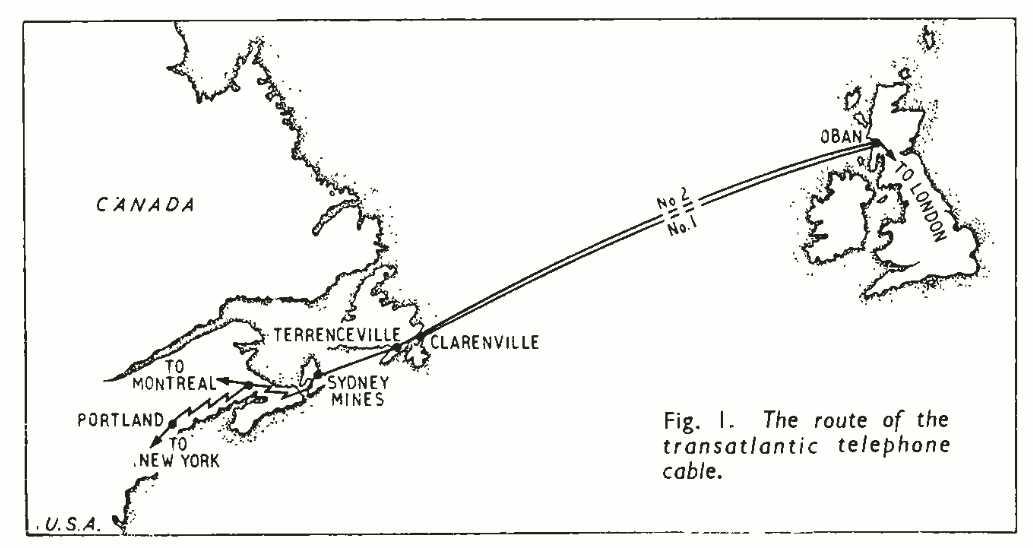 CANADA
OBAN
TO LONDON
No 2
No. 1
TERRENCEVILLE
CLARENVILLE
TO
MONTREAL
SYDNEY
MINES
PORTLAND
TO
NEW YORK
U.S.A.
Fig. 1. The route of the
transatlantic telephone
cable.